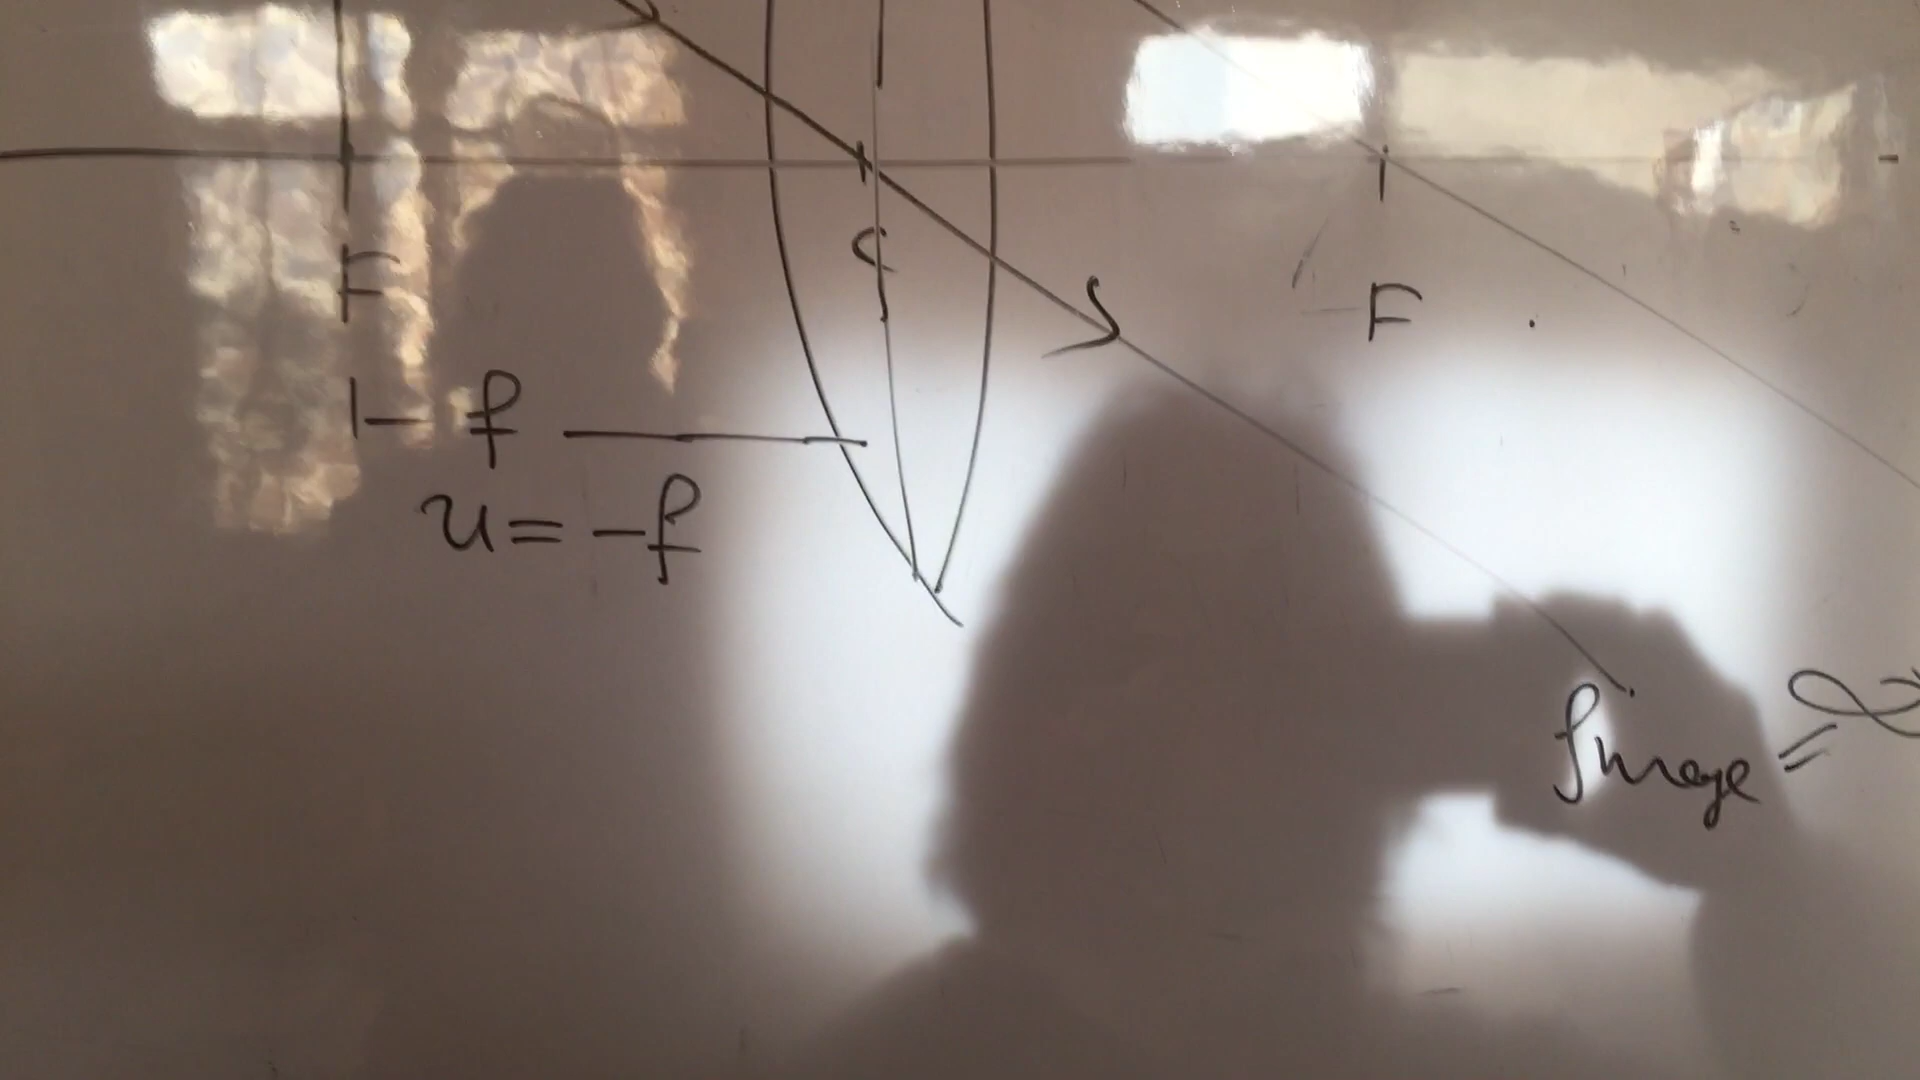 C
F
F
f
u = -f
Image = ∞